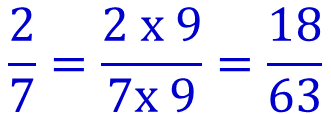 2/7 = 2 x 9/7x 9 = 18/63